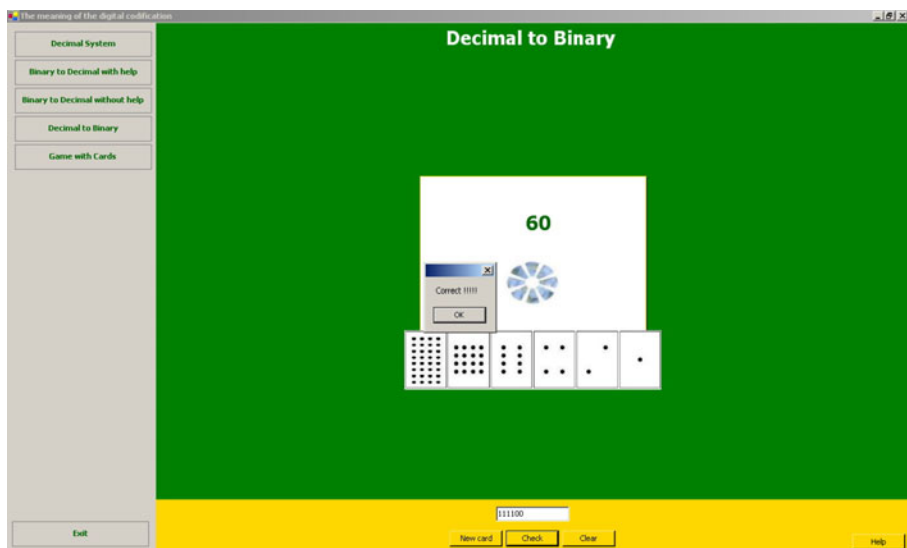 The meaning of the digital codification
Decimal System
Binary to Decimal with help
Binary to Decimal without help
Decimal to Binary
Game with Cards
Exit
Decimal to Binary
60
Correct !!!!!
OK
111100
New card
Check
Clear
Help